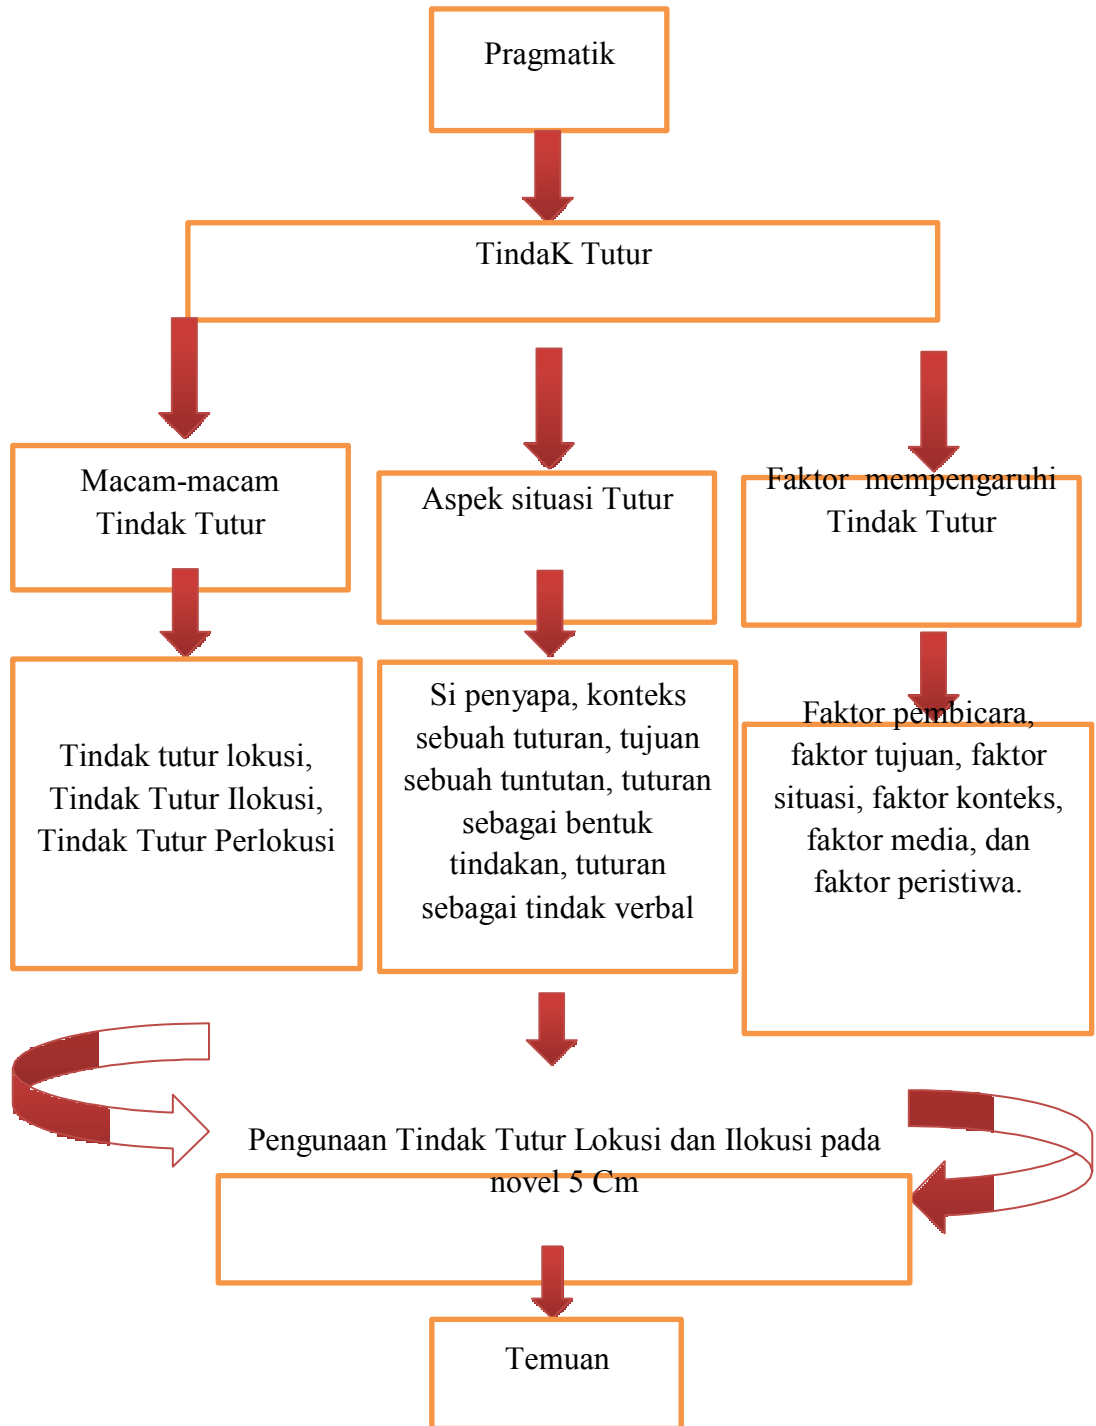 Pragmatik
TindaK Tutur
Macam-macam
Tindak Tutur
Aspek situasi Tutur
Faktor mempengaruhi
Tindak Tutur
Tindak tutur lokusi,
Tindak Tutur Ilokusi,
Tindak Tutur Perlokusi
Si penyapa, konteks
sebuah tuturan, tujuan
sebuah tuntutan, tuturan
sebagai bentuk
tindakan, tuturan
sebagai tindak verbal
Faktor pembicara,
faktor tujuan, faktor
situasi, faktor konteks,
faktor media, dan
faktor peristiwa.
Pengunaan Tindak Tutur Lokusi dan Ilokusi pada
novel 5 Cm
Temuan